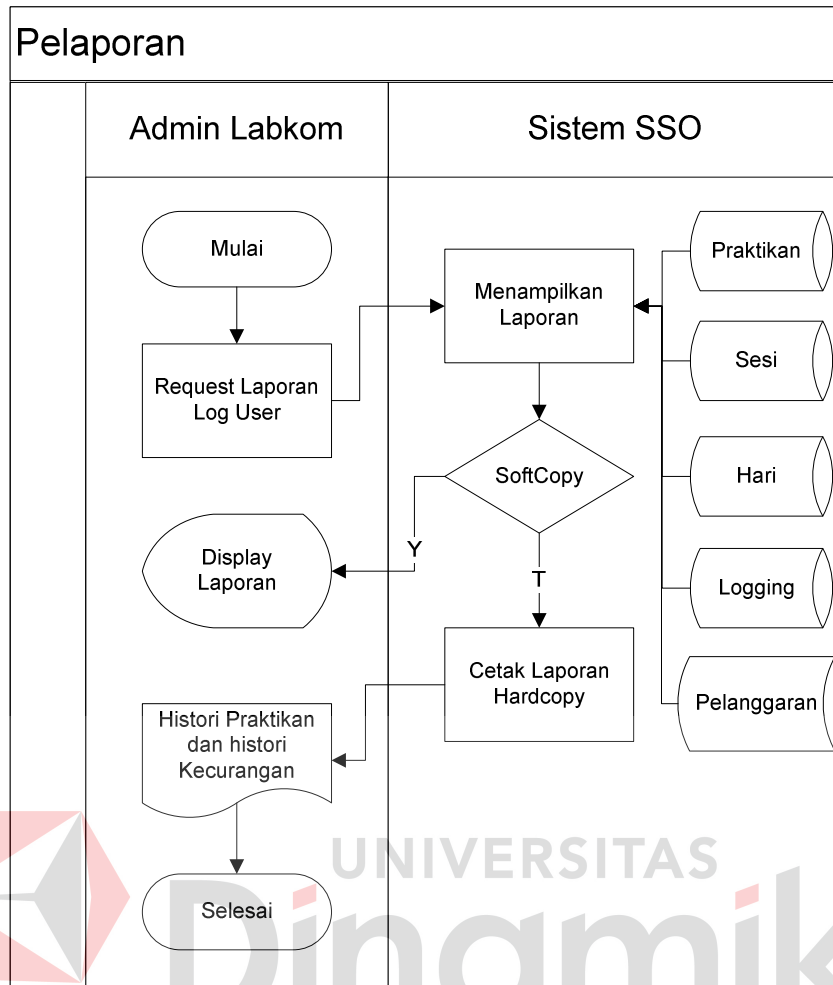 Pelaporan
Admin Labkom
Sistem SSO
Mulai
Request Laporan
Log User
Menampilkan
Laporan
Praktikan
Sesi
SoftCopy
Hari
Y
T
Display
Laporan
Logging
Cetak Laporan
Hardcopy
Pelanggaran
Histori Praktikan
dan histori
Kecurangan
Selesai
UNIVERSITAS
Dinamik